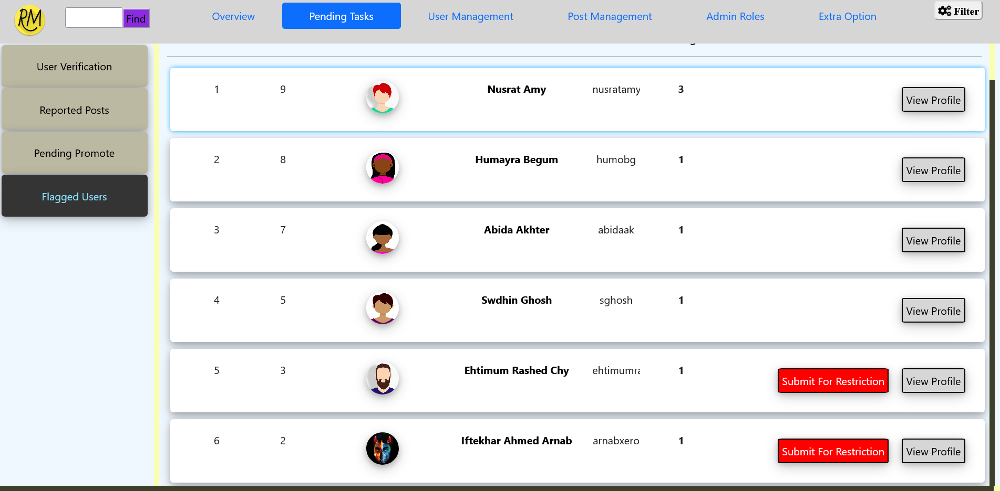 RM
Find
Overview
Pending Tasks
User Management
Post Management
Admin Roles
Extra Option
Filter
User Verification
Reported Posts
Pending Promote
Flagged Users
1 9 Nusrat Amy nusratamy 3 View Profile
2 8 Humayra Begum humobg 1 View Profile
3 7 Abida Akhter abidaak 1 View Profile
4 5 Swdhin Ghosh sghosh 1 View Profile
5 3 Ehtimum Rashed Chy 1 Submit For Restriction View Profile
6 2 Iftekhar Ahmed Arnab arnabxero 1 Submit For Restriction View Profile